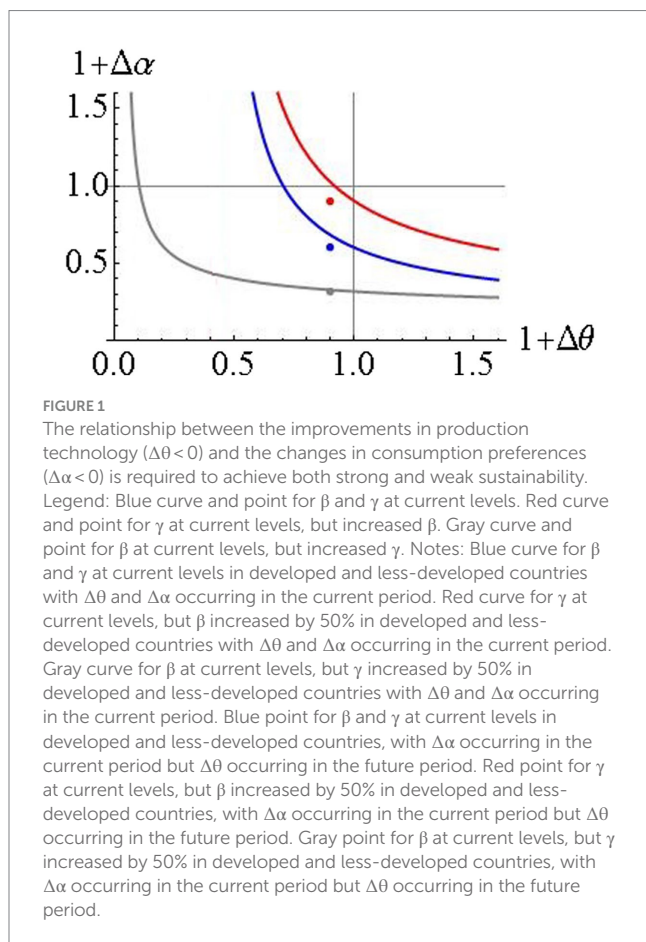 1+Δα
1.5
1.0
0.5
0.0 0.5 1.0 1.5
1+Δθ
FIGURE 1
The relationship between the improvements in production
technology (Δθ < 0) and the changes in consumption preferences
(Δα < 0) is required to achieve both strong and weak sustainability.
Legend: Blue curve and point for β and γ at current levels. Red curve
and point for γ at current levels, but increased β. Gray curve and
point for β at current levels, but increased γ. Notes: Blue curve for β
and γ at current levels in developed and less-developed countries
with Δθ and Δα occurring in the current period. Red curve for γ at
current levels, but β increased by 50% in developed and less-
developed countries with Δθ and Δα occurring in the current period.
Gray curve for β at current levels, but γ increased by 50% in
developed and less-developed countries with Δθ and Δα occurring
in the current period. Blue point for β and γ at current levels in
developed and less-developed countries, with Δα occurring in the
current period but Δθ occurring in the future period. Red point for γ
at current levels, but β increased by 50% in developed and less-
developed countries, with Δα occurring in the current period but Δθ
occurring in the future period. Gray point for β at current levels, but γ
increased by 50% in developed and less-developed countries, with
Δα occurring in the current period but Δθ occurring in the future
period.